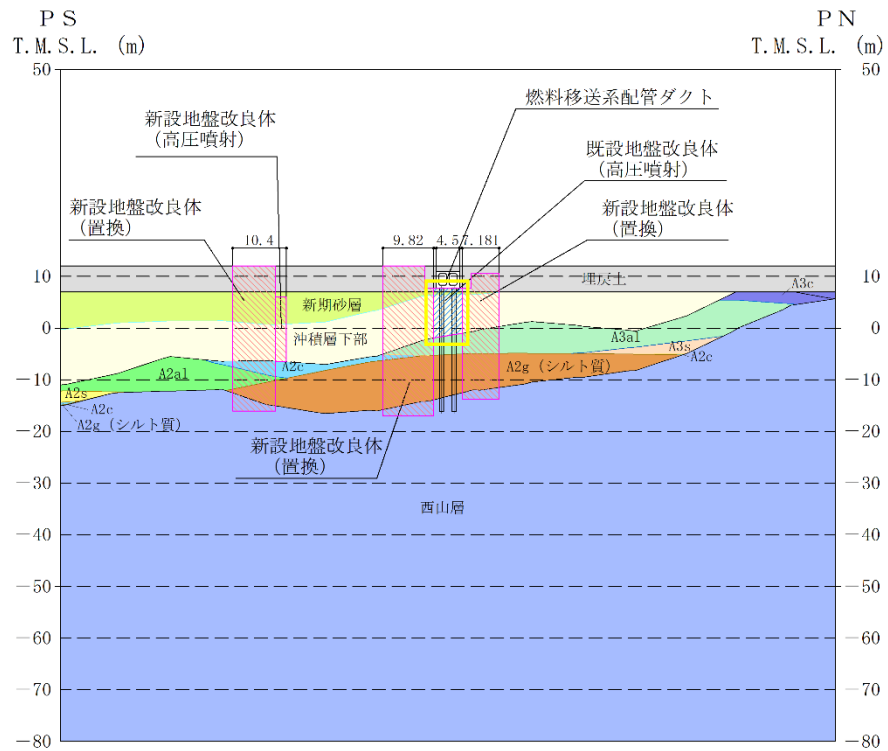 PS
PN
T.M.S.L. (m)
T.M.S.L. (m)
50
50
燃料移送系配管ダクト
新設地盤改良体
(高圧噴射)
既設地盤改良体
(高圧噴射)
新設地盤改良体
(置換)
新設地盤改良体
(置換)
10.4
9.82
4.5
7.181
10
埋戻土
A3c
10
新期砂層
0
沖積層下部
A3al
0
A3s
A2c
A2c
A2al
A2g (シルト質)
-10
-10
A2s
A2c
A2g (シルト質)
-20
-20
新設地盤改良体
(置換)
-30
-30
西山層
-40
-40
-50
-50
-60
-60
-70
-70
-80
-80